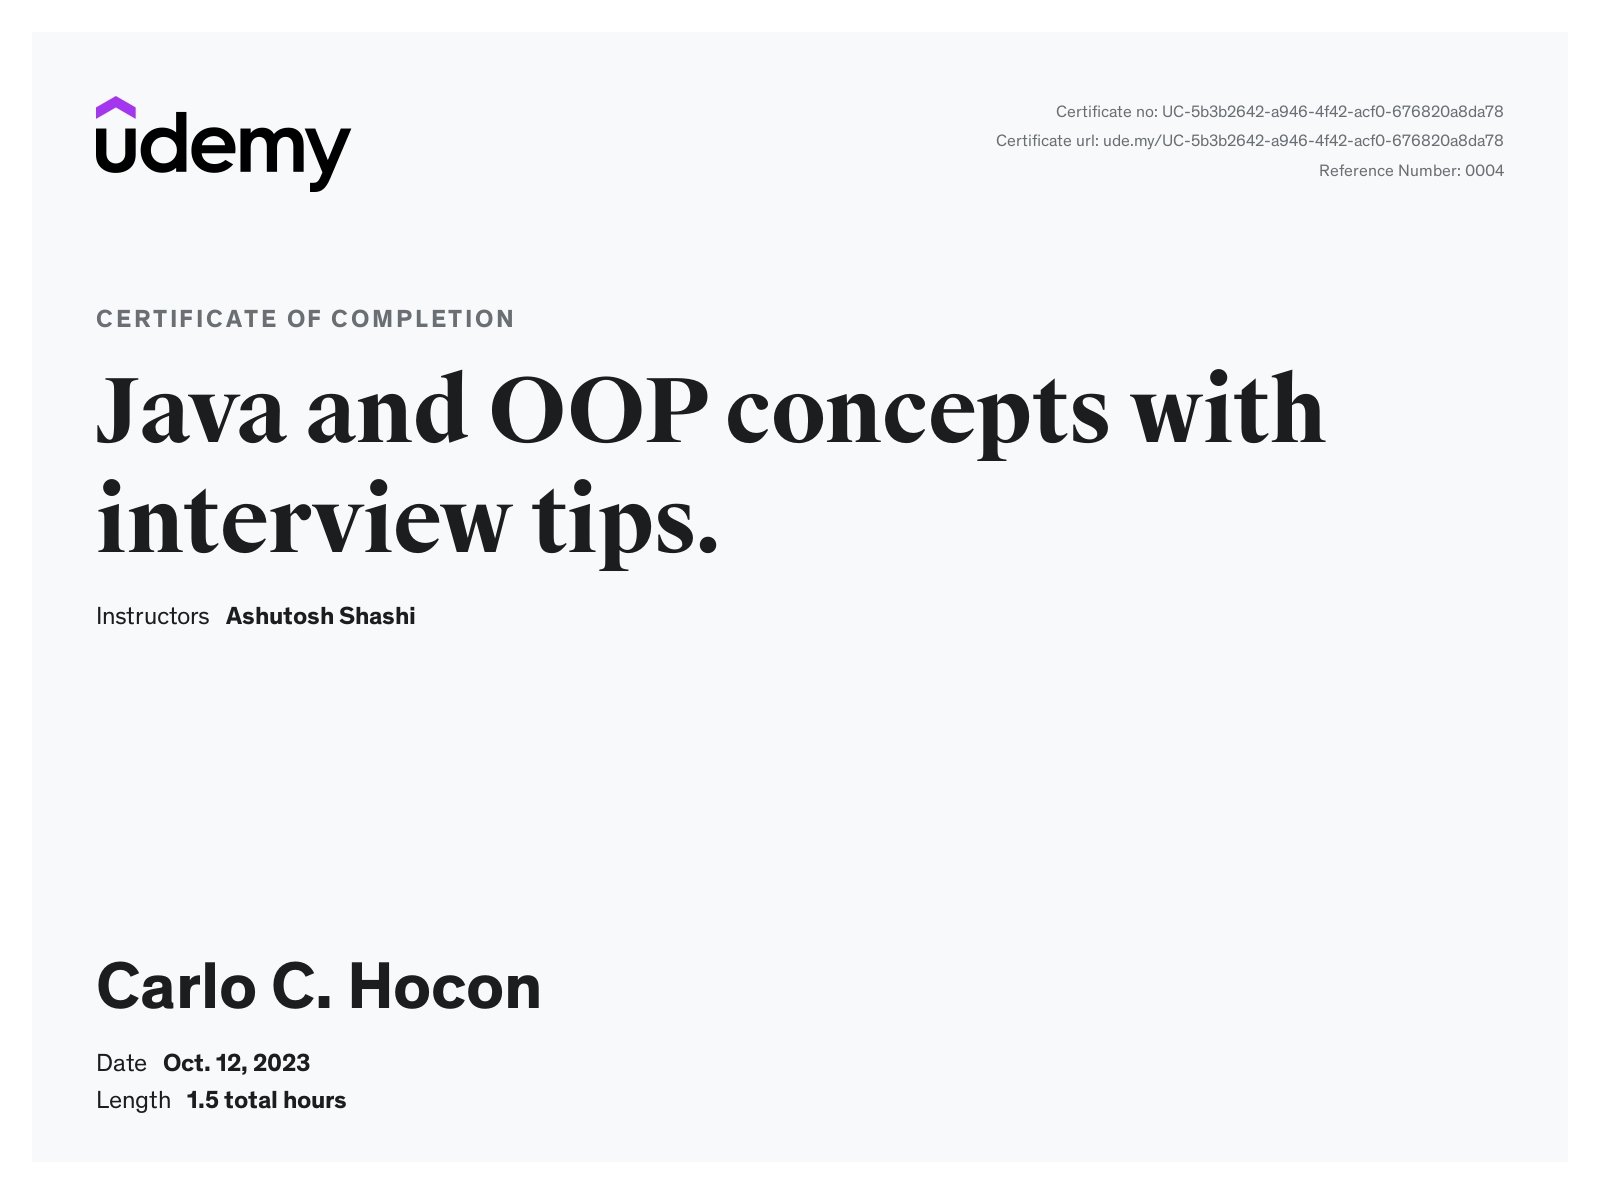 udemy
Certificate no: UC-5b3b2642-a946-4f42-acf0-676820a8da78
Certificate url: ude.my/UC-5b3b2642-a946-4f42-acf0-676820a8da78
Reference Number: 0004
CERTIFICATE OF COMPLETION
Java and OOP concepts with
interview tips.
Instructors Ashutosh Shashi
Carlo C. Hocon
Date Oct. 12, 2023
Length 1.5 total hours